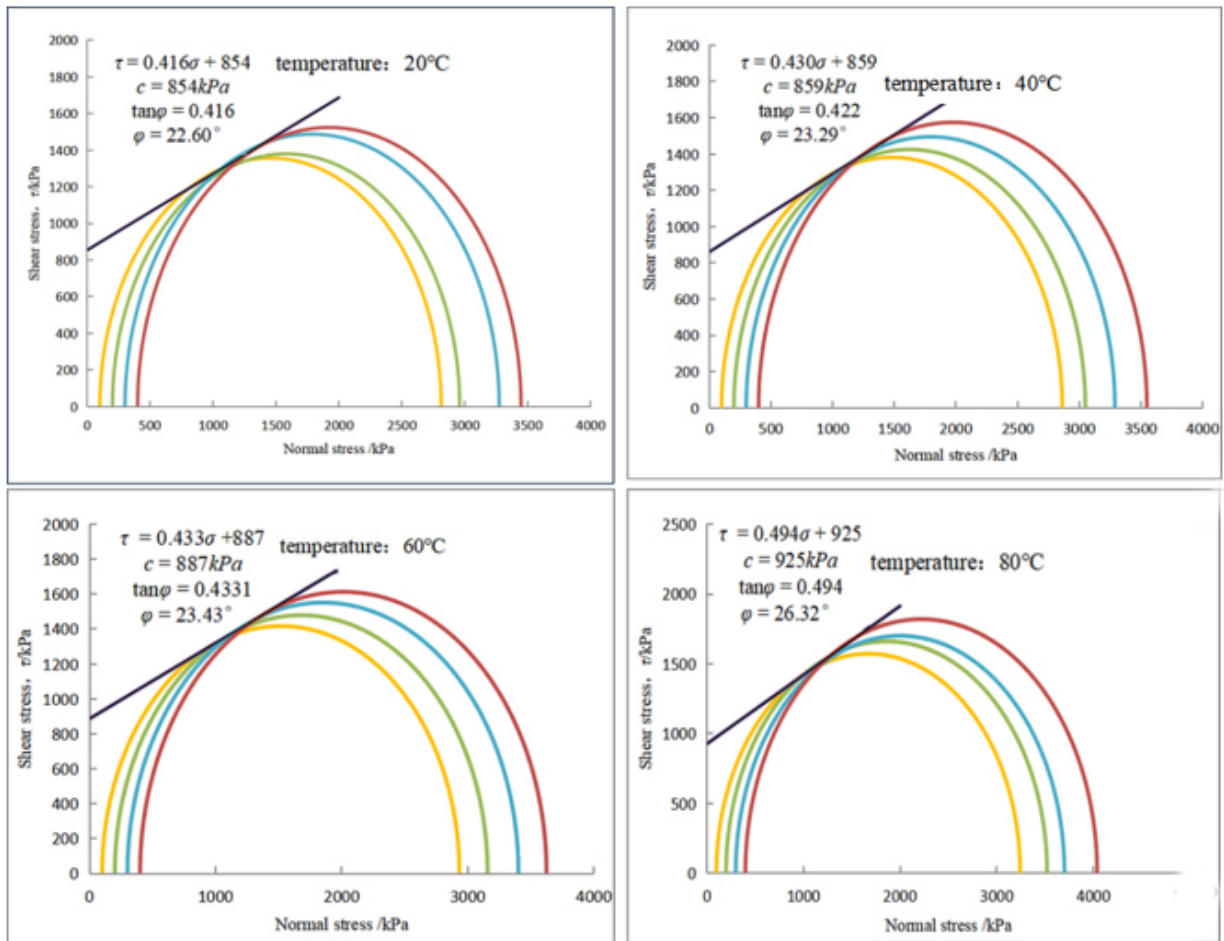 τ = 0.416σ + 854
c = 854kPa
tanφ = 0.416
φ = 22.60°
temperature: 20℃
2000
1800
1600
1400
1200
1000
800
600
400
200
0
Shear stress, τ/kPa
0 500 1000 1500 2000 2500 3000 3500 4000
Normal stress /kPa
τ = 0.430σ + 859
c = 859kPa
tanφ = 0.422
φ = 23.29°
temperature: 40℃
2000
1800
1600
1400
1200
1000
800
600
400
200
0
Shear stress, τ/kPa
0 500 1000 1500 2000 2500 3000 3500 4000
Normal stress /kPa
τ = 0.433σ +887
c = 887kPa
tanφ = 0.4331
φ = 23.43°
temperature: 60℃
2000
1800
1600
1400
1200
1000
800
600
400
200
0
Shear stress, τ/kPa
0 1000 2000 3000 4000
Normal stress /kPa
τ = 0.494σ + 925
c = 925kPa
tanφ = 0.494
φ = 26.32°
temperature: 80℃
2500
2000
1500
1000
500
0
Shear stress, τ/kPa
0 1000 2000 3000 4000
Normal stress /kPa